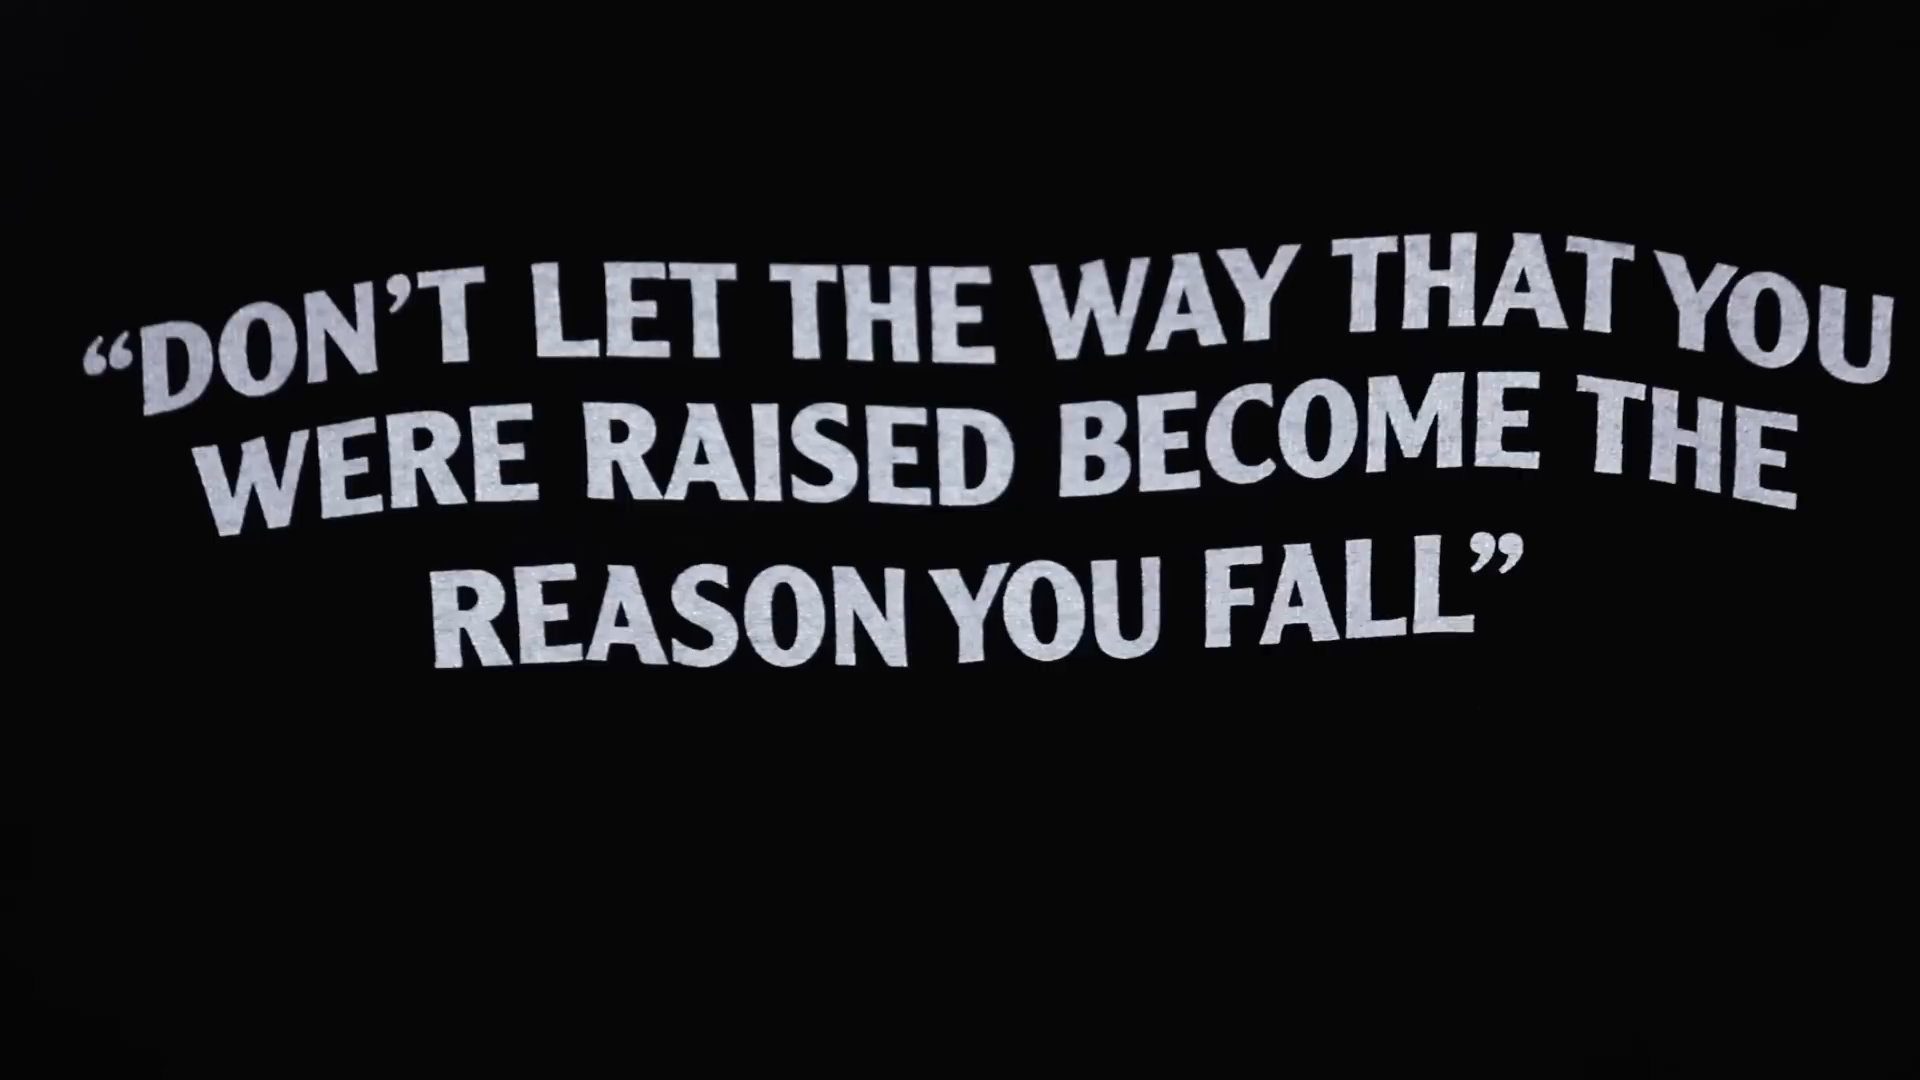 “DON’T LET THE WAY THAT YOU
WERE RAISED BECOME THE
REASON YOU FALL”